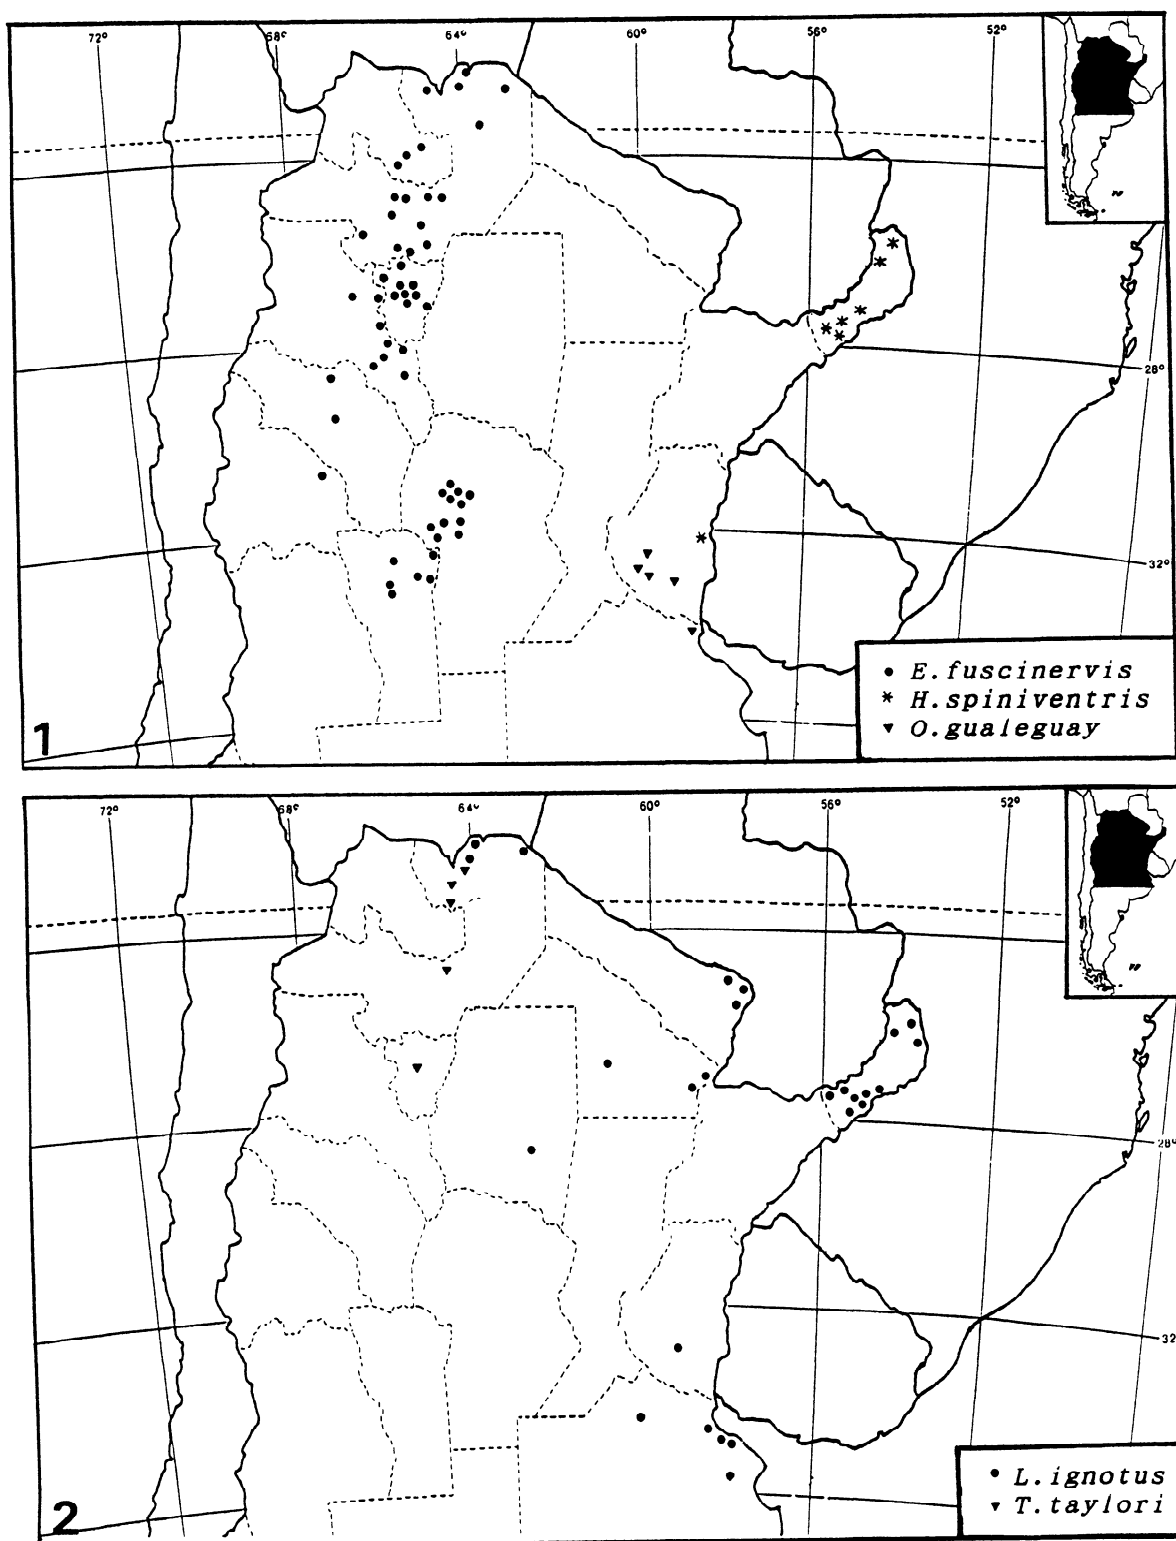 72° 68° 64° 60° 56° 52°
28°
32°
E. fuscinervis
H. spiniventris
O. gualeguay
1
72° 68° 64° 60° 56° 52°
28°
32
L. ignotus
T. taylori
2